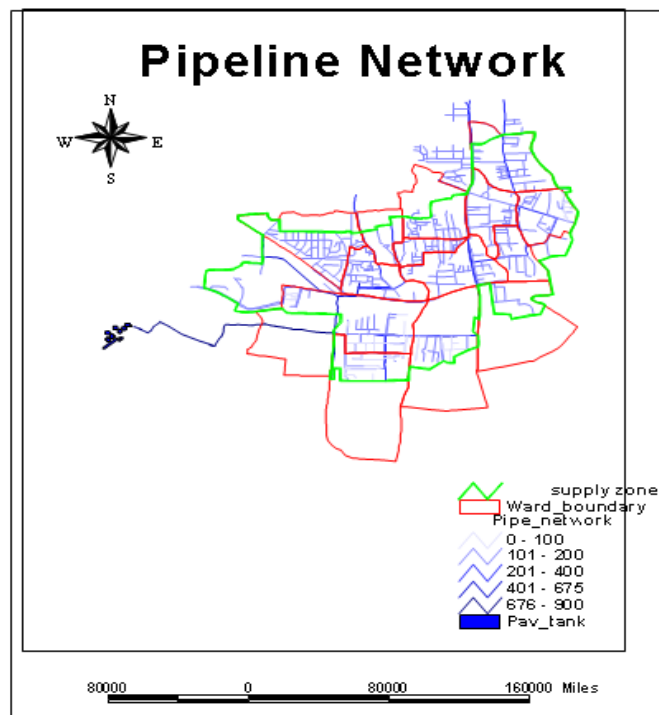 Pipeline Network
N
W E
S
supply zone
Ward_boundary
Pipe_network
0 - 100
101 - 200
201 - 400
401 - 675
676 - 900
Pav_tank
80000 0 80000 160000 Miles